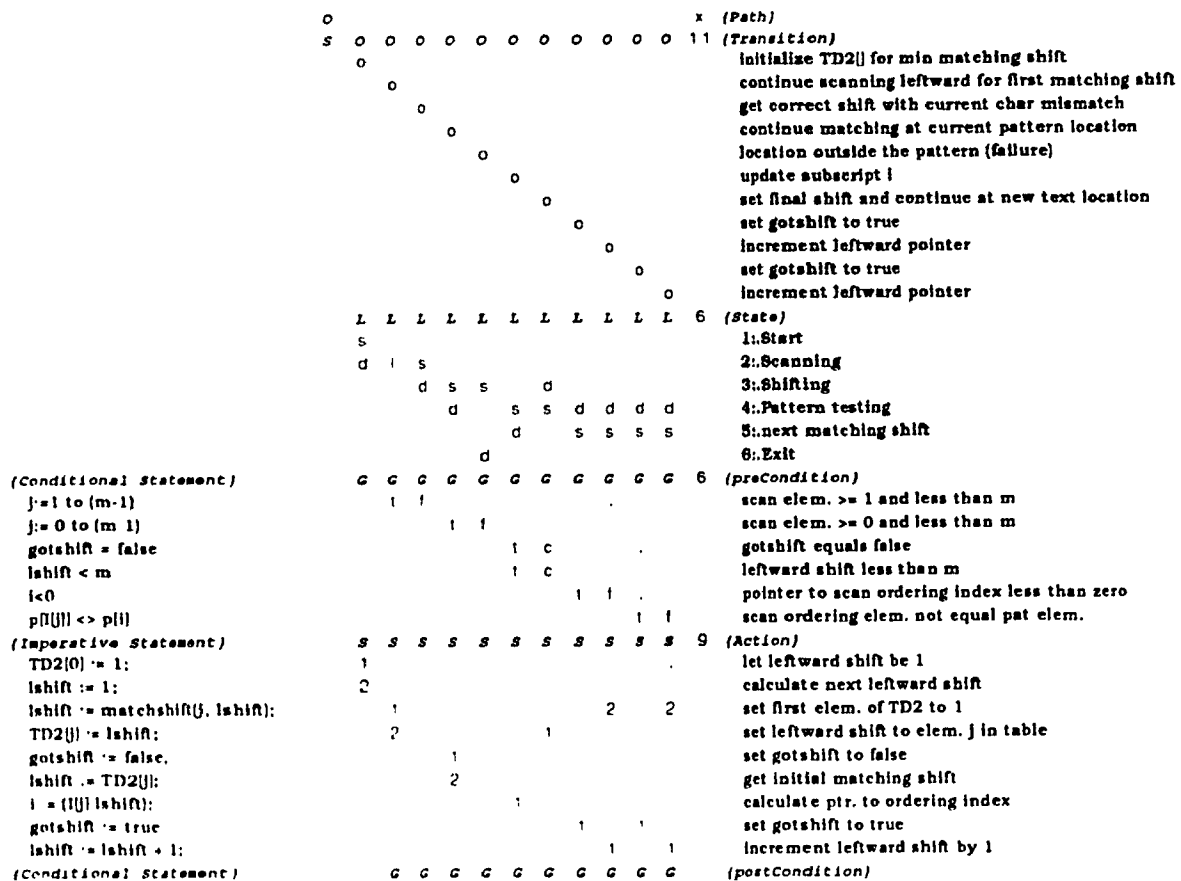 o x (Path)
S O O O O O O O O O O O 11 (Transition)
o initialize TD2[] for min matching shift
o continue scanning leftward for first matching shift
o get correct shift with current char mismatch
o continue matching at current pattern location
o location outside the pattern (failure)
o update subscript i
o set final shift and continue at new text location
o set gotshift to true
o increment leftward pointer
o set gotshift to true
o increment leftward pointer
L L L L L L L L L L L 6 (State)
s 1:.Start
d i s 2:.Scanning
d s s d 3:.Shifting
d s s d d d d 4:.Pattern testing
d s s s s 5:.next matching shift
d 6:.Exit
(Conditional Statement) G G G G G G G G G G G 6 (preCondition)
j:=1 to (m-1) t f scan elem. >= 1 and less than m
j:= 0 to (m 1) t f scan elem. >= 0 and less than m
gotshift = false t c gotshift equals false
lshift < m t c leftward shift less than m
i<0 t f pointer to scan ordering index less than zero
p[I[j]] <> p[i] t f scan ordering elem. not equal pat elem.
(Imperative Statement) S S S S S S S S S S S 9 (Action)
TD2[0] := 1; 1 let leftward shift be 1
lshift := 1; 2 calculate next leftward shift
lshift := matchshift(j, lshift); 1 2 2 set first elem. of TD2 to 1
TD2[j] := lshift; 2 1 set leftward shift to elem. j in table
gotshift := false, 1 set gotshift to false
lshift := TD2[j]; 2 get initial matching shift
i = (I[j] lshift); 1 calculate ptr. to ordering index
gotshift := true 1 1 set gotshift to true
lshift := lshift + 1; 1 1 increment leftward shift by 1
(Conditional Statement) G G G G G G G G G G (postCondition)